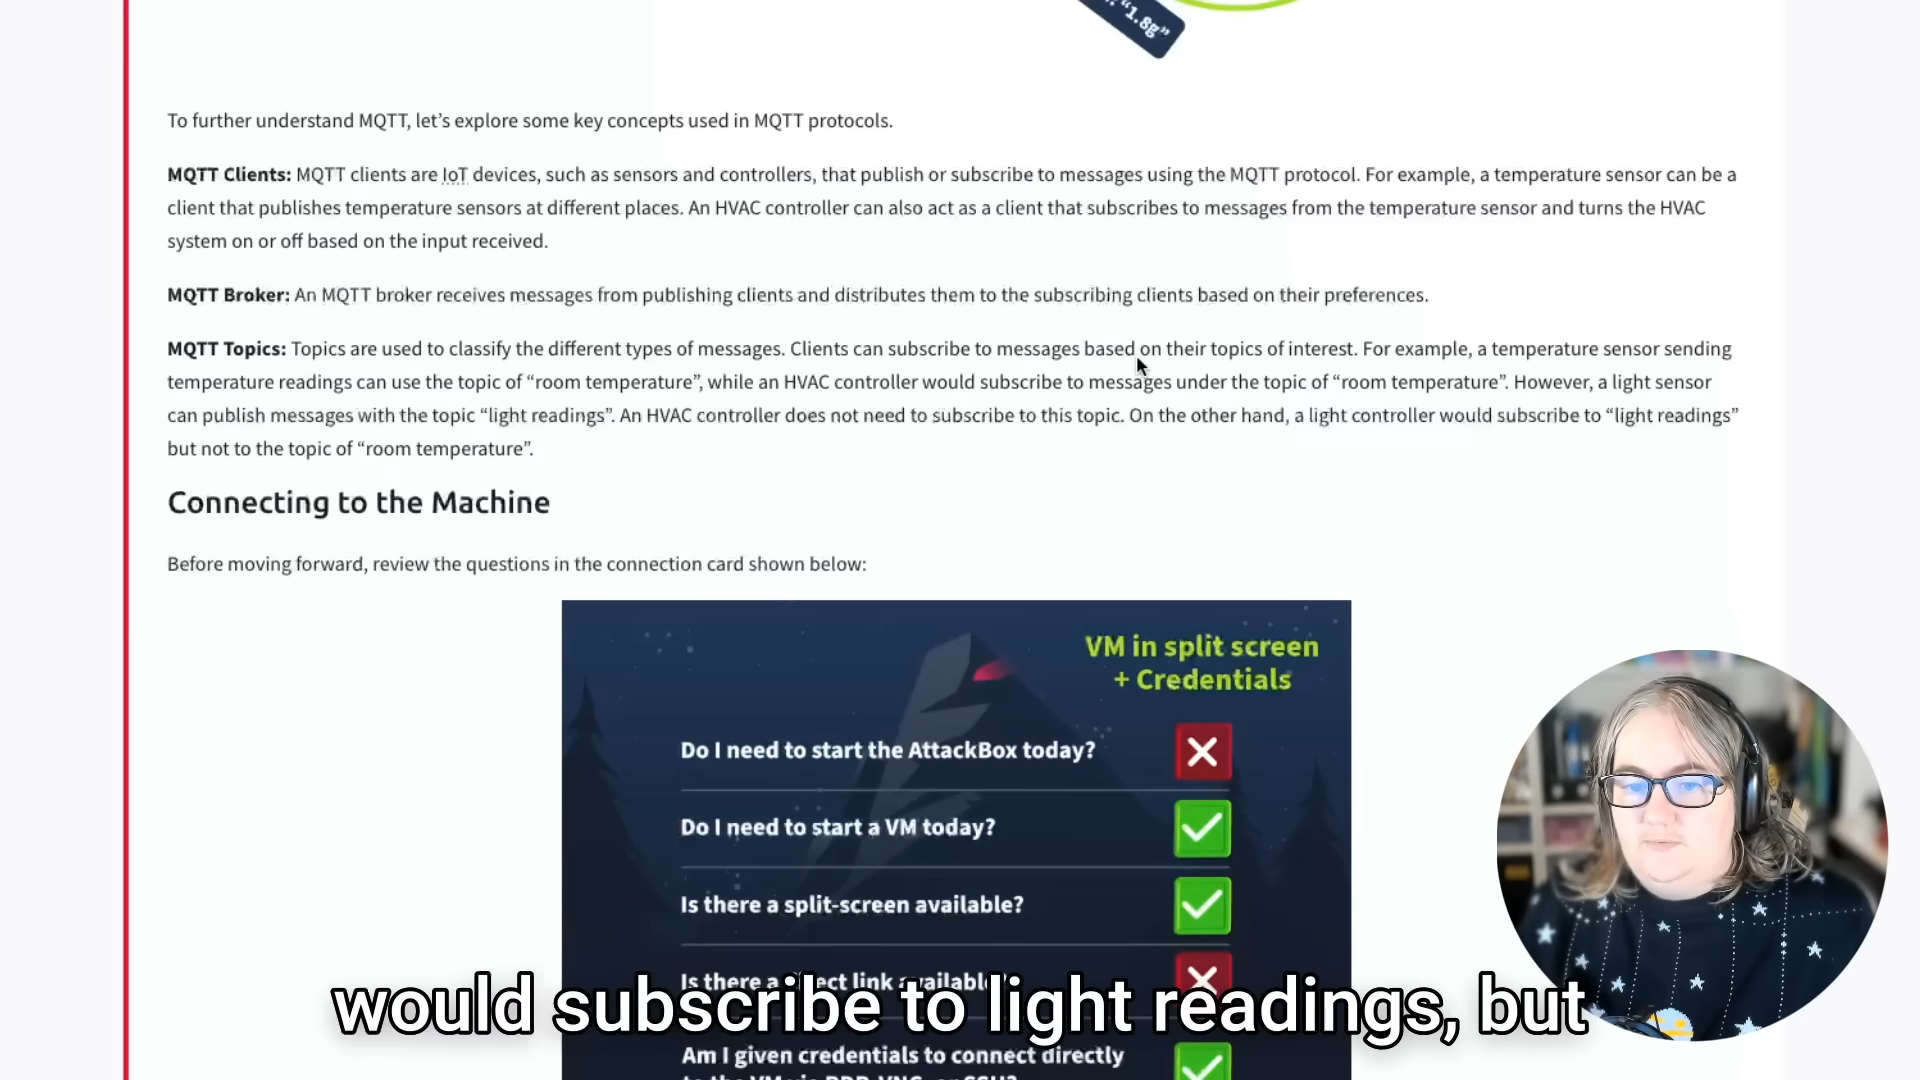 "1.8g"
To further understand MQTT, let’s explore some key concepts used in MQTT protocols.
MQTT Clients: MQTT clients are IoT devices, such as sensors and controllers, that publish or subscribe to messages using the MQTT protocol. For example, a temperature sensor can be a
client that publishes temperature sensors at different places. An HVAC controller can also act as a client that subscribes to messages from the temperature sensor and turns the HVAC
system on or off based on the input received.
MQTT Broker: An MQTT broker receives messages from publishing clients and distributes them to the subscribing clients based on their preferences.
MQTT Topics: Topics are used to classify the different types of messages. Clients can subscribe to messages based on their topics of interest. For example, a temperature sensor sending
temperature readings can use the topic of “room temperature”, while an HVAC controller would subscribe to messages under the topic of “room temperature”. However, a light sensor
can publish messages with the topic “light readings”. An HVAC controller does not need to subscribe to this topic. On the other hand, a light controller would subscribe to “light readings”
but not to the topic of “room temperature”.
Connecting to the Machine
Before moving forward, review the questions in the connection card shown below:
VM in split screen
+ Credentials
Do I need to start the AttackBox today?
Do I need to start a VM today?
Is there a split-screen available?
Is there a
would subscribe to light readings, but
Am I given credentials to connect directly